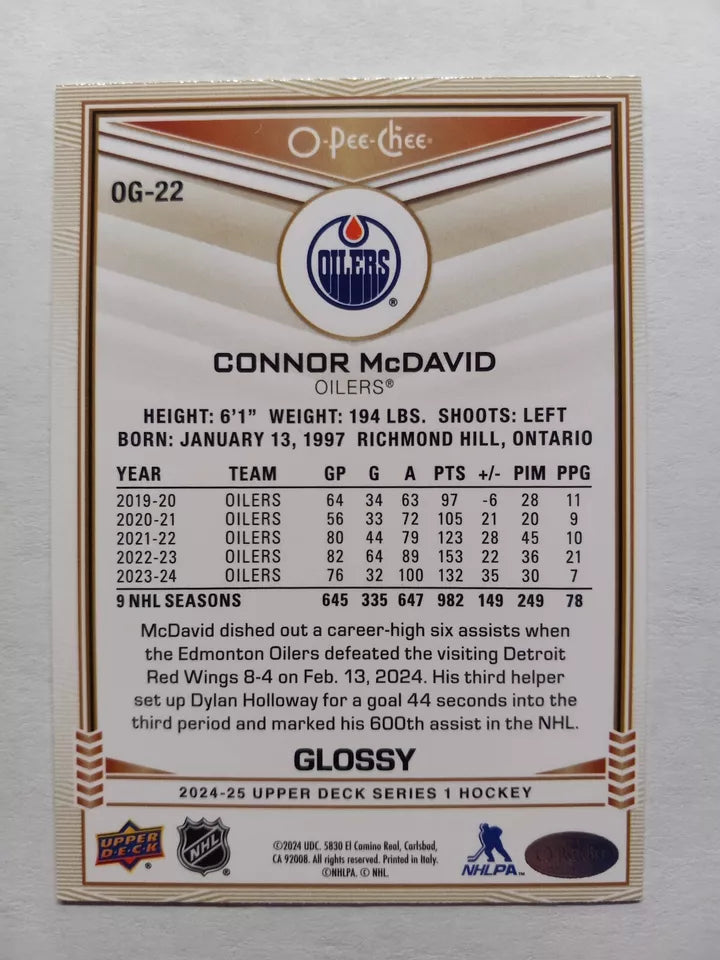 O-Pee-Chee®
OG-22
OILERS ®
CONNOR McDAVID
OILERS®
HEIGHT: 6'1" WEIGHT: 194 LBS. SHOOTS: LEFT
BORN: JANUARY 13, 1997 RICHMOND HILL, ONTARIO
YEAR TEAM GP G A PTS +/- PIM PPG
2019-20 OILERS 64 34 63 97 -6 28 11
2020-21 OILERS 56 33 72 105 21 20 9
2021-22 OILERS 80 44 79 123 28 45 10
2022-23 OILERS 82 64 89 153 22 36 21
2023-24 OILERS 76 32 100 132 35 30 7
9 NHL SEASONS 645 335 647 982 149 249 78
McDavid dished out a career-high six assists when
the Edmonton Oilers defeated the visiting Detroit
Red Wings 8-4 on Feb. 13, 2024. His third helper
set up Dylan Holloway for a goal 44 seconds into the
third period and marked his 600th assist in the NHL.
GLOSSY
2024-25 UPPER DECK SERIES 1 HOCKEY
UPPER D·E·C·K ®
NHL ®
©2024 UDC. 5830 El Camino Real, Carlsbad,
CA 92008. All rights reserved. Printed in Italy.
©NHLPA. © NHL.
NHLPA™